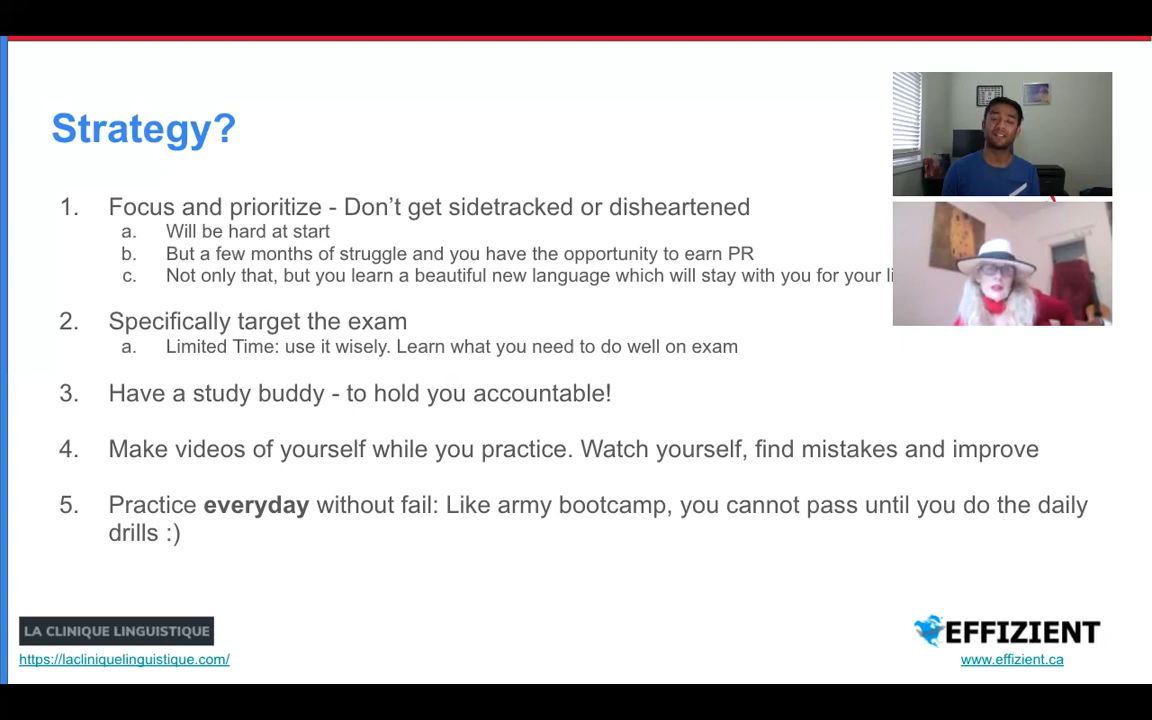 Strategy?
1. Focus and prioritize - Don't get sidetracked or disheartened
a. Will be hard at start
b. But a few months of struggle and you have the opportunity to earn PR
c. Not only that, but you learn a beautiful new language which will stay with you for your li
2. Specifically target the exam
a. Limited Time: use it wisely. Learn what you need to do well on exam
3. Have a study buddy - to hold you accountable!
4. Make videos of yourself while you practice. Watch yourself, find mistakes and improve
5. Practice everyday without fail: Like army bootcamp, you cannot pass until you do the daily
drills :)
LA CLINIQUE LINGUISTIQUE
https://lacliniquelinguistique.com/
EFFIZIENT
www.effizient.ca